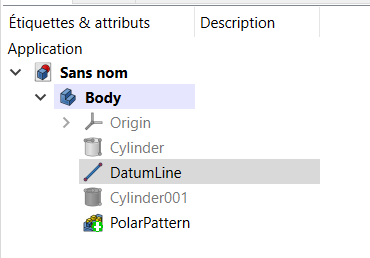 Étiquettes & attributs Description
Application
Sans nom
Body
Origin
Cylinder
DatumLine
Cylinder001
PolarPattern